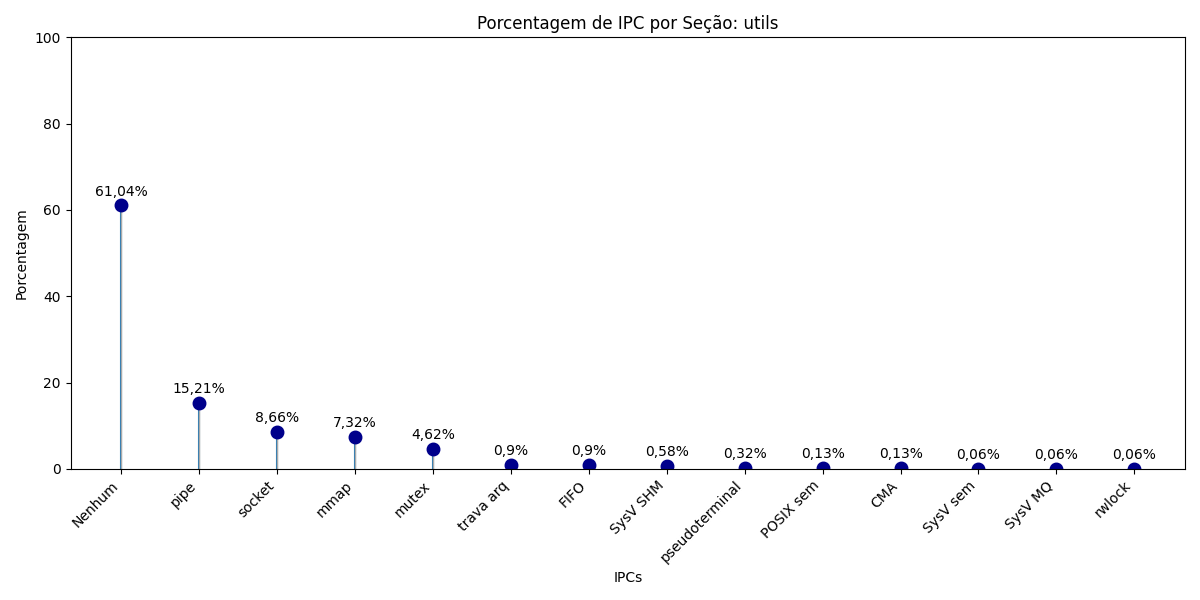 Porcentagem de IPC por Seção: utils
Porcentagem
100
80
60
40
20
0
61,04%
15,21%
8,66%
7,32%
4,62%
0,9%
0,9%
0,58%
0,32%
0,13%
0,13%
0,06%
0,06%
0,06%
Nenhum
pipe
socket
mmap
mutex
trava arq
FIFO
SysV SHM
pseudoterminal
POSIX sem
CMA
SysV sem
SysV MQ
rwlock
IPCs